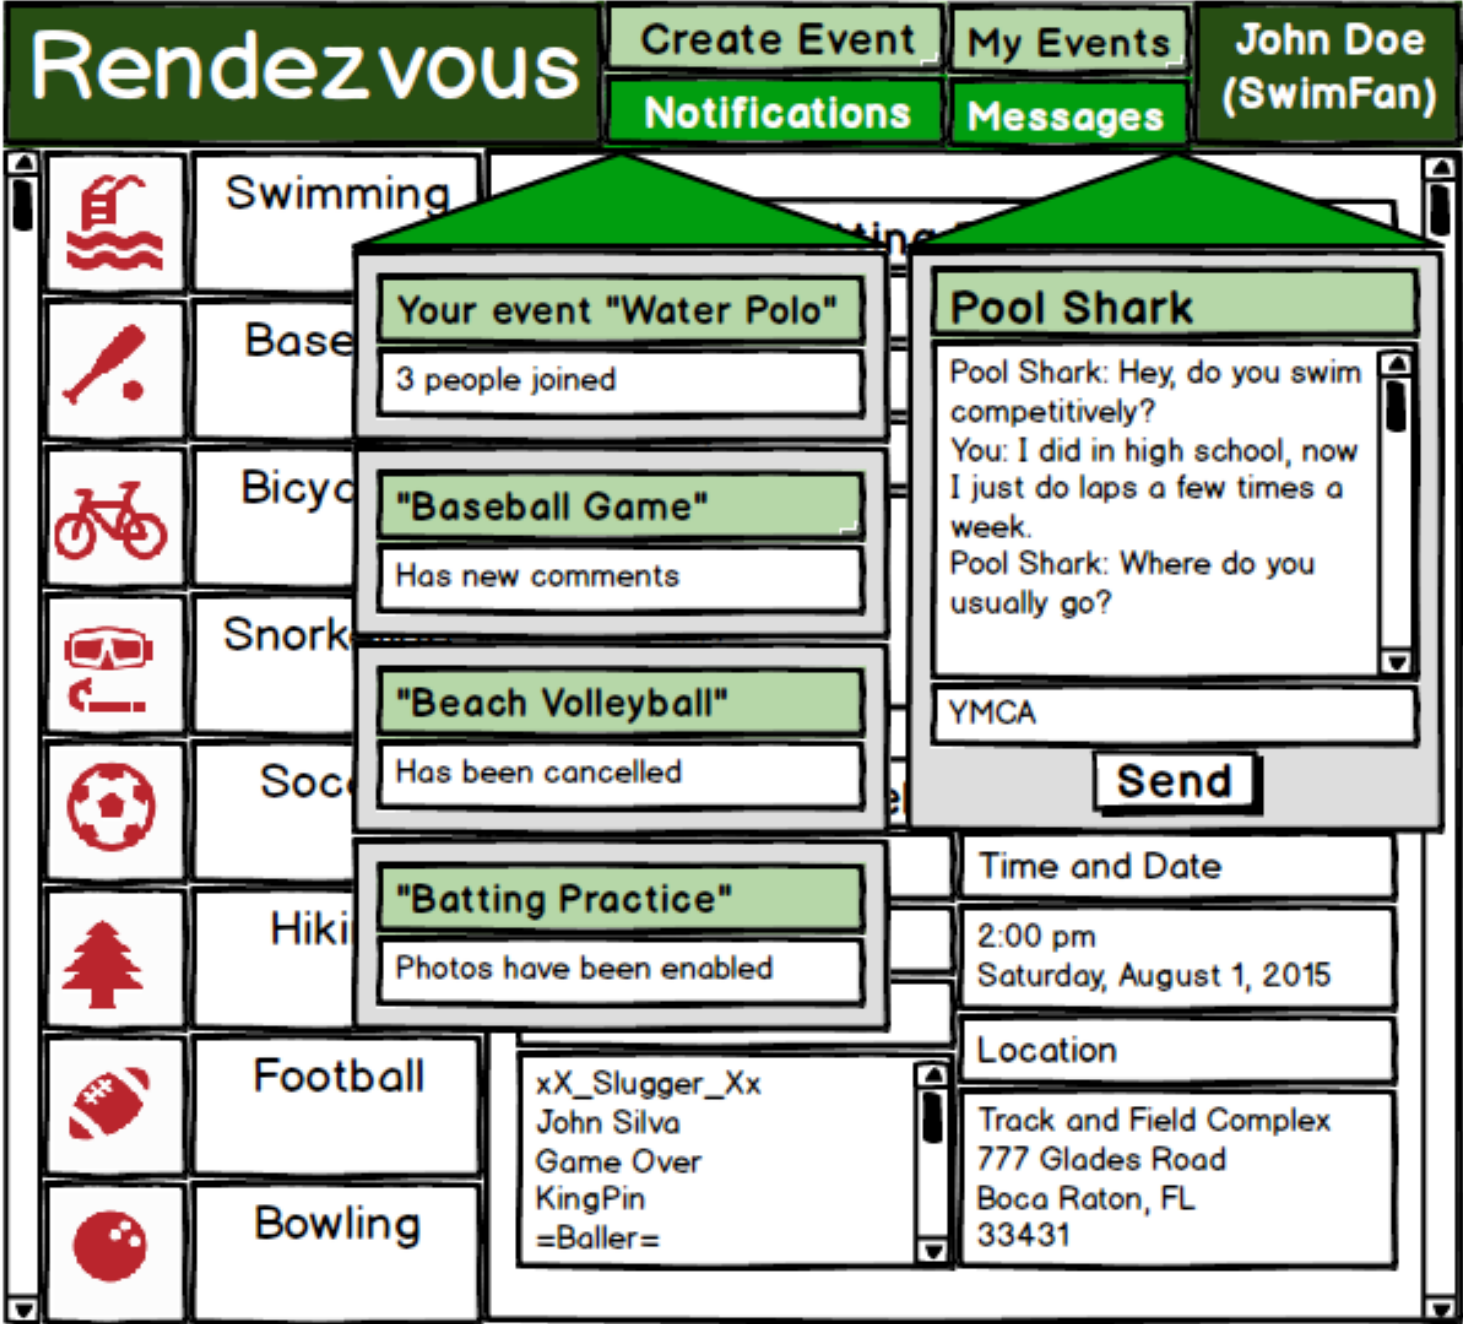 Rendezvous
Create Event
My Events
Notifications
Messages
John Doe
(SwimFan)
Swimming
Bowling
Football
Your event "Water Polo"
3 people joined
"Baseball Game"
Has new comments
"Beach Volleyball"
Has been cancelled
"Batting Practice"
Photos have been enabled
Pool Shark
Pool Shark: Hey, do you swim
competitively?
You: I did in high school, now
I just do laps a few times a
week.
Pool Shark: Where do you
usually go?
YMCA
Send
xX_Slugger_Xx
John Silva
Game Over
KingPin
=Baller=
Time and Date
2:00 pm
Saturday, August 1, 2015
Location
Track and Field Complex
777 Glades Road
Boca Raton, FL
33431